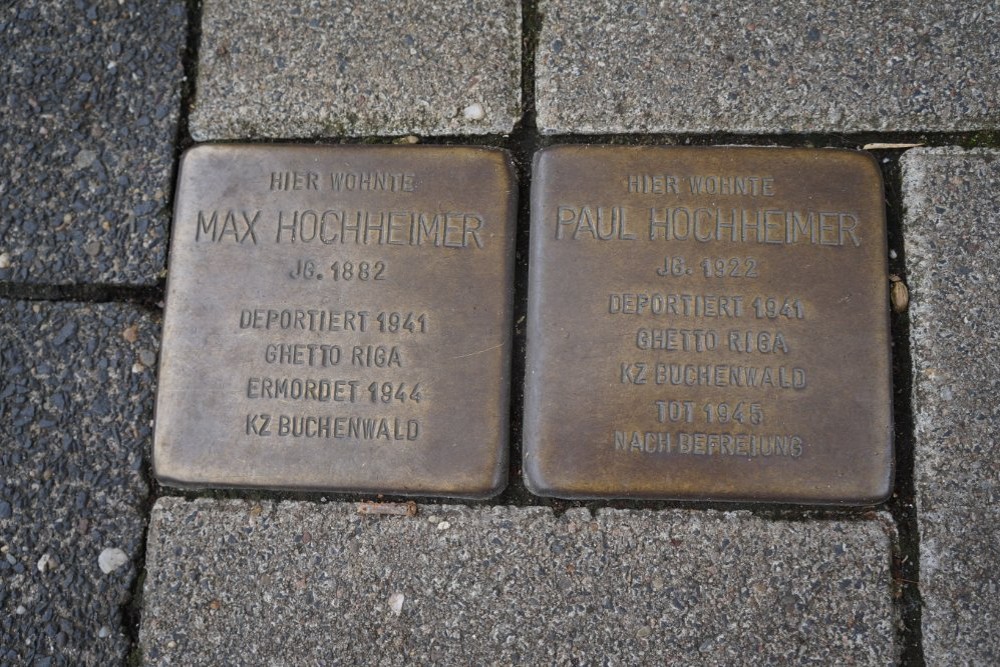 HIER WOHNTE
MAX HOCHHEIMER
JG. 1882
DEPORTIERT 1941
GHETTO RIGA
ERMORDET 1944
KZ BUCHENWALD
HIER WOHNTE
PAUL HOCHHEIMER
JG. 1922
DEPORTIERT 1941
GHETTO RIGA
KZ BUCHENWALD
TOT 1945
NACH BEFREIUNG